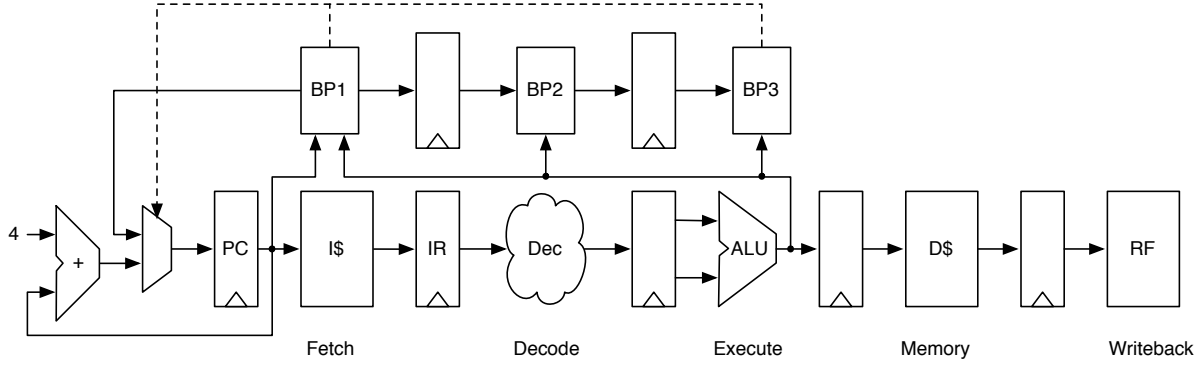 BP1
BP2
BP3
4
+
PC
I$
IR
Dec
ALU
D$
RF
Fetch
Decode
Execute
Memory
Writeback